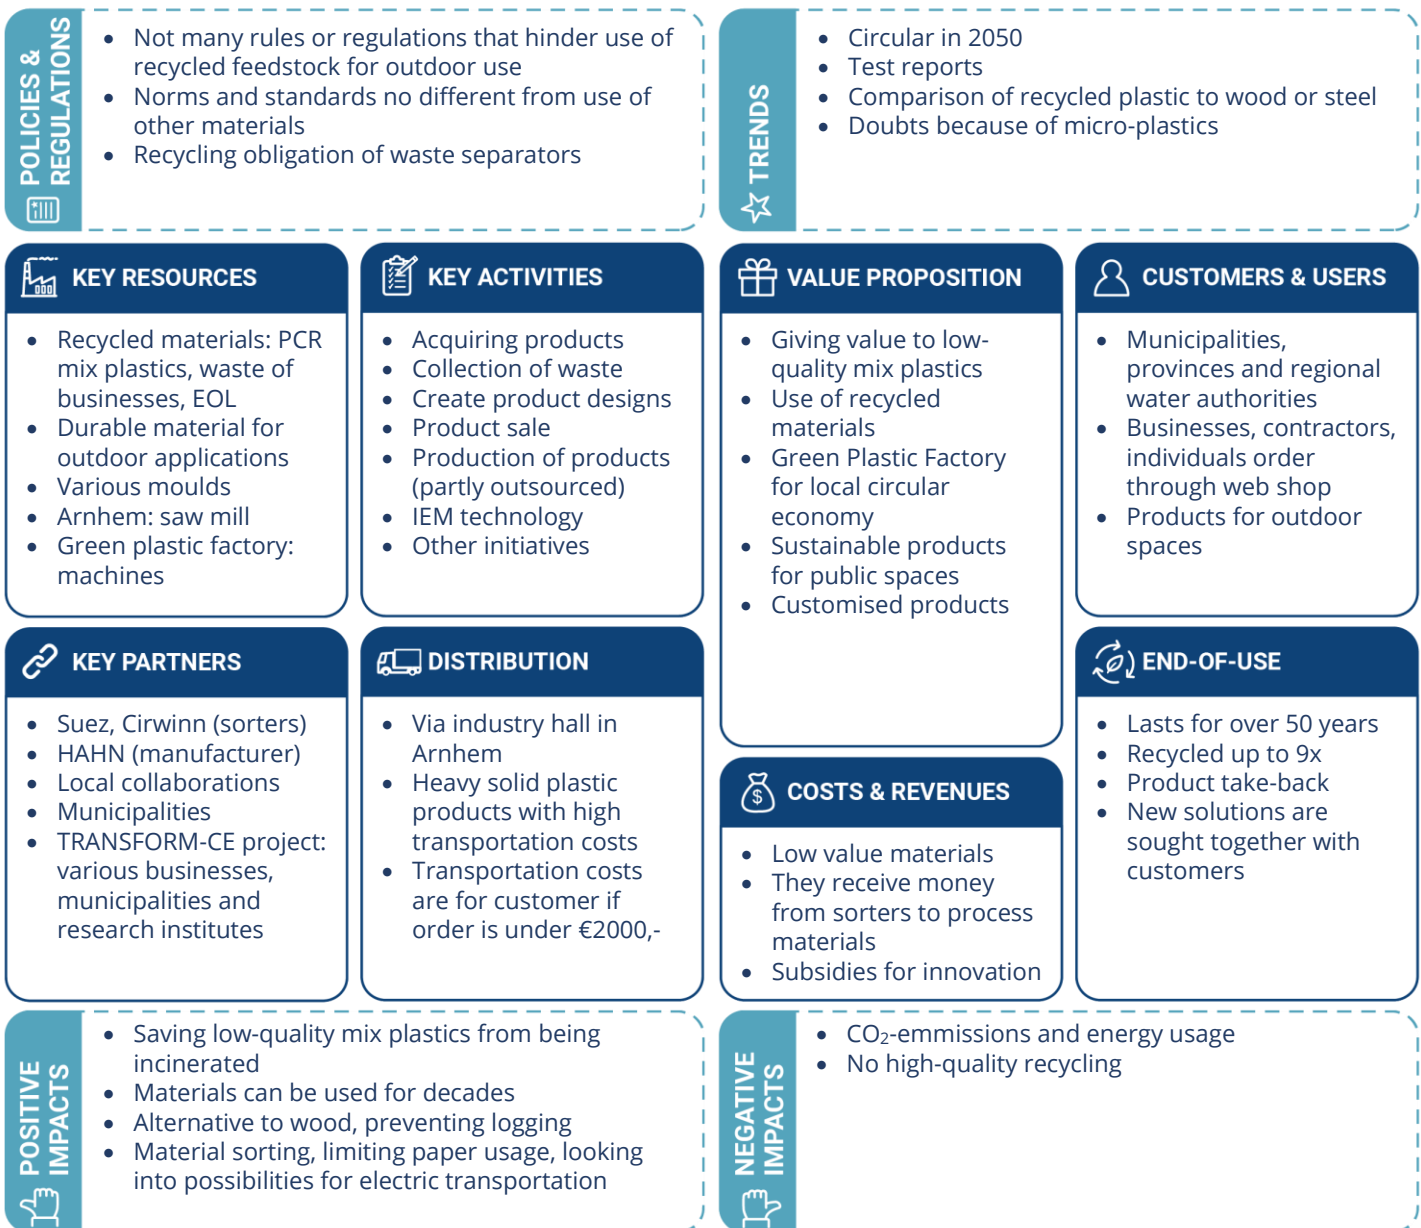 POLICIES &
REGULATIONS
Not many rules or regulations that hinder use of
recycled feedstock for outdoor use
Norms and standards no different from use of
other materials
Recycling obligation of waste separators
TRENDS
Circular in 2050
Test reports
Comparison of recycled plastic to wood or steel
Doubts because of micro-plastics
KEY RESOURCES
Recycled materials: PCR
mix plastics, waste of
businesses, EOL
Durable material for
outdoor applications
Various moulds
Arnhem: saw mill
Green plastic factory:
machines
KEY ACTIVITIES
Acquiring products
Collection of waste
Create product designs
Product sale
Production of products
(partly outsourced)
IEM technology
Other initiatives
VALUE PROPOSITION
Giving value to low-
quality mix plastics
Use of recycled
materials
Green Plastic Factory
for local circular
economy
Sustainable products
for public spaces
Customised products
CUSTOMERS & USERS
Municipalities,
provinces and regional
water authorities
Businesses, contractors,
individuals order
through web shop
Products for outdoor
spaces
KEY PARTNERS
Suez, Cirwinn (sorters)
HAHN (manufacturer)
Local collaborations
Municipalities
TRANSFORM-CE project:
various businesses,
municipalities and
research institutes
DISTRIBUTION
Via industry hall in
Arnhem
Heavy solid plastic
products with high
transportation costs
Transportation costs
are for customer if
order is under €2000,-
COSTS & REVENUES
Low value materials
They receive money
from sorters to process
materials
Subsidies for innovation
END-OF-USE
Lasts for over 50 years
Recycled up to 9x
Product take-back
New solutions are
sought together with
customers
POSITIVE
IMPACTS
Saving low-quality mix plastics from being
incinerated
Materials can be used for decades
Alternative to wood, preventing logging
Material sorting, limiting paper usage, looking
into possibilities for electric transportation
NEGATIVE
IMPACTS
CO₂-emmissions and energy usage
No high-quality recycling